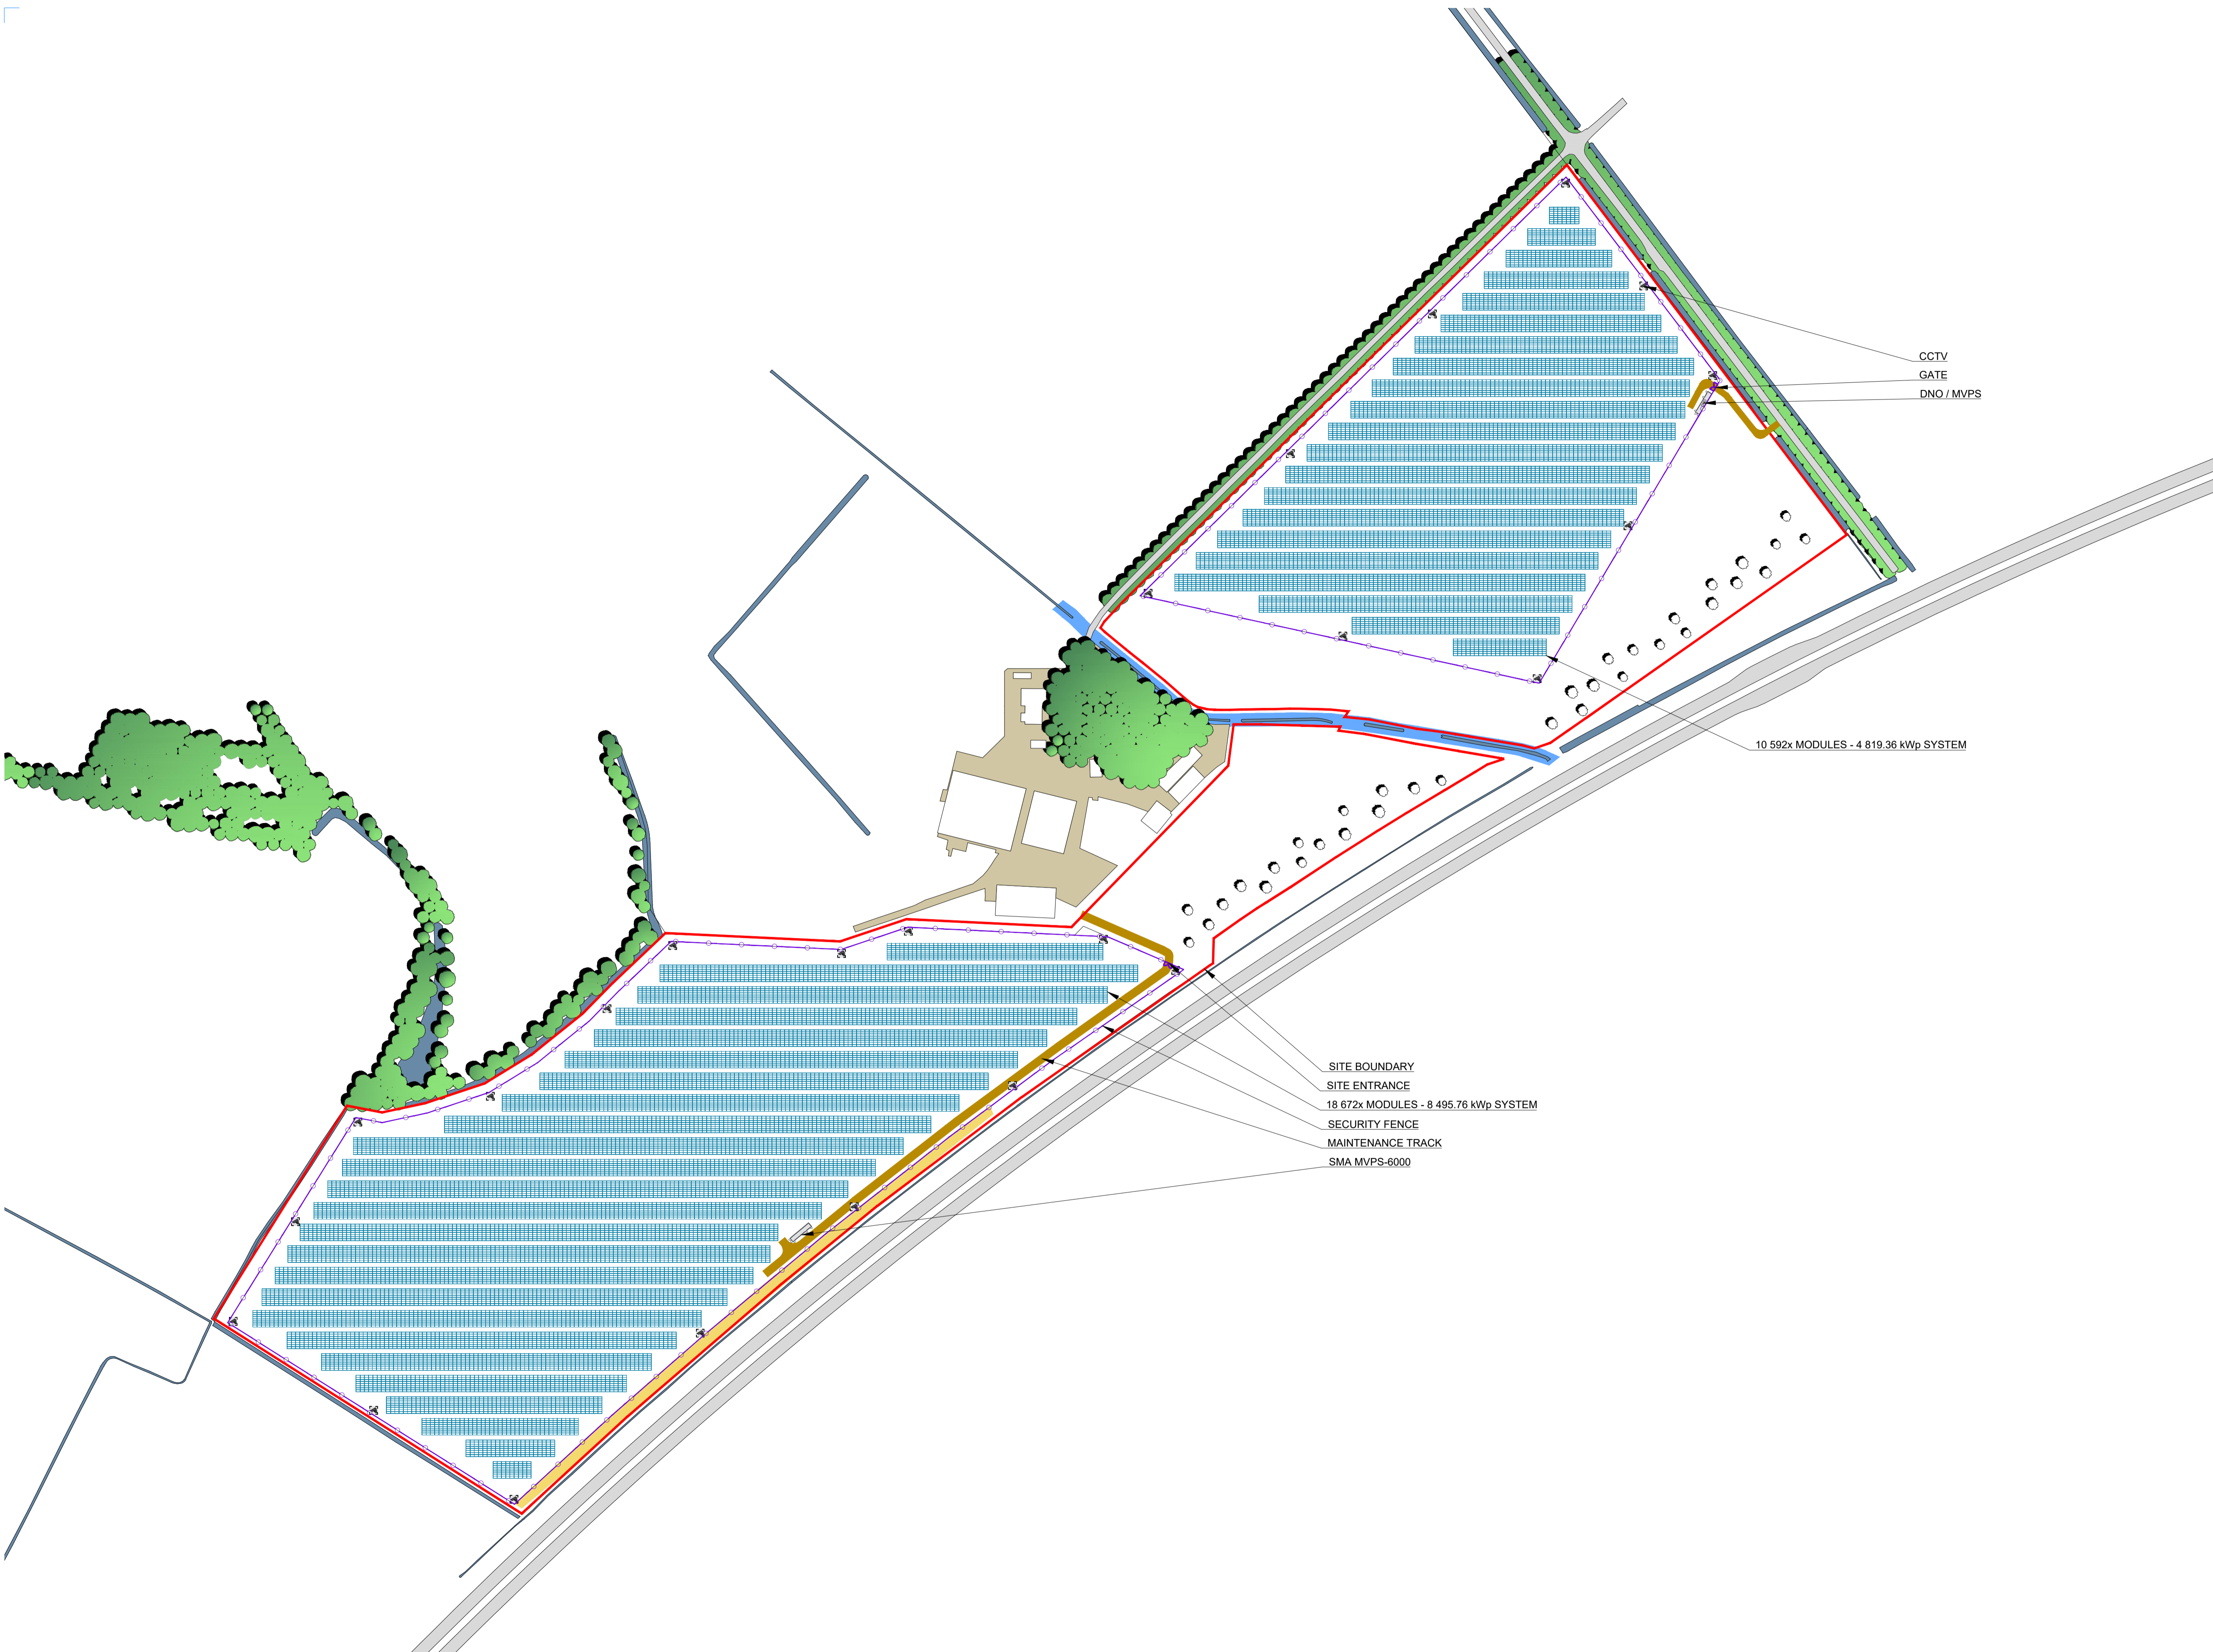 CCTV
GATE
DNO / MVPS
10 592x MODULES - 4 819.36 kWp SYSTEM
SITE BOUNDARY
SITE ENTRANCE
18 672x MODULES - 8 495.76 kWp SYSTEM
SECURITY FENCE
MAINTENANCE TRACK
SMA MVPS-6000